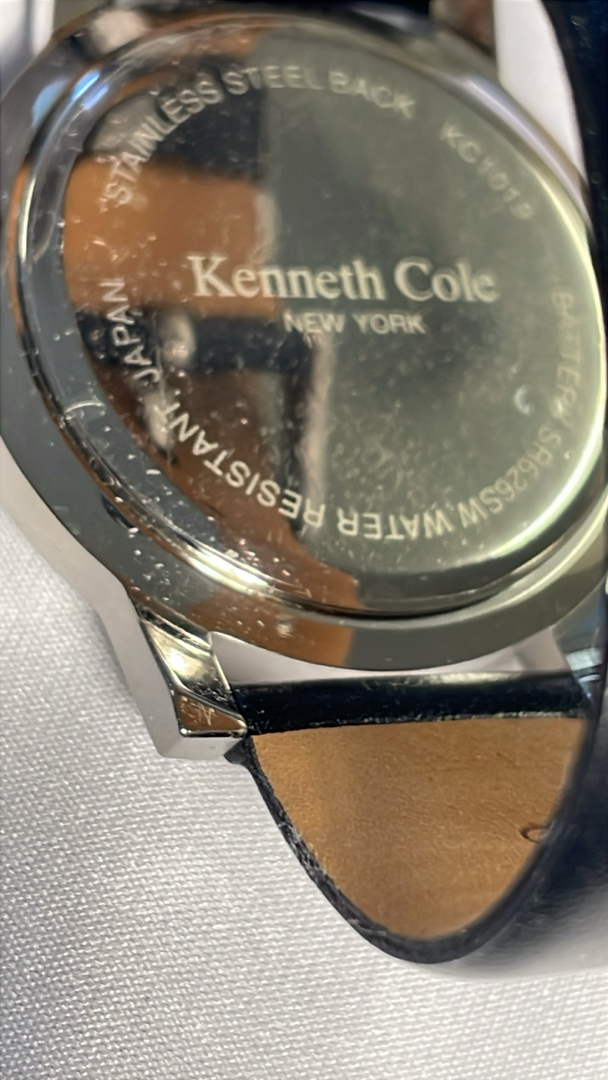 STAINLESS STEEL BACK
KC1019
BATTERY SR626SW
WATER RESISTANT
JAPAN
Kenneth Cole
NEW YORK